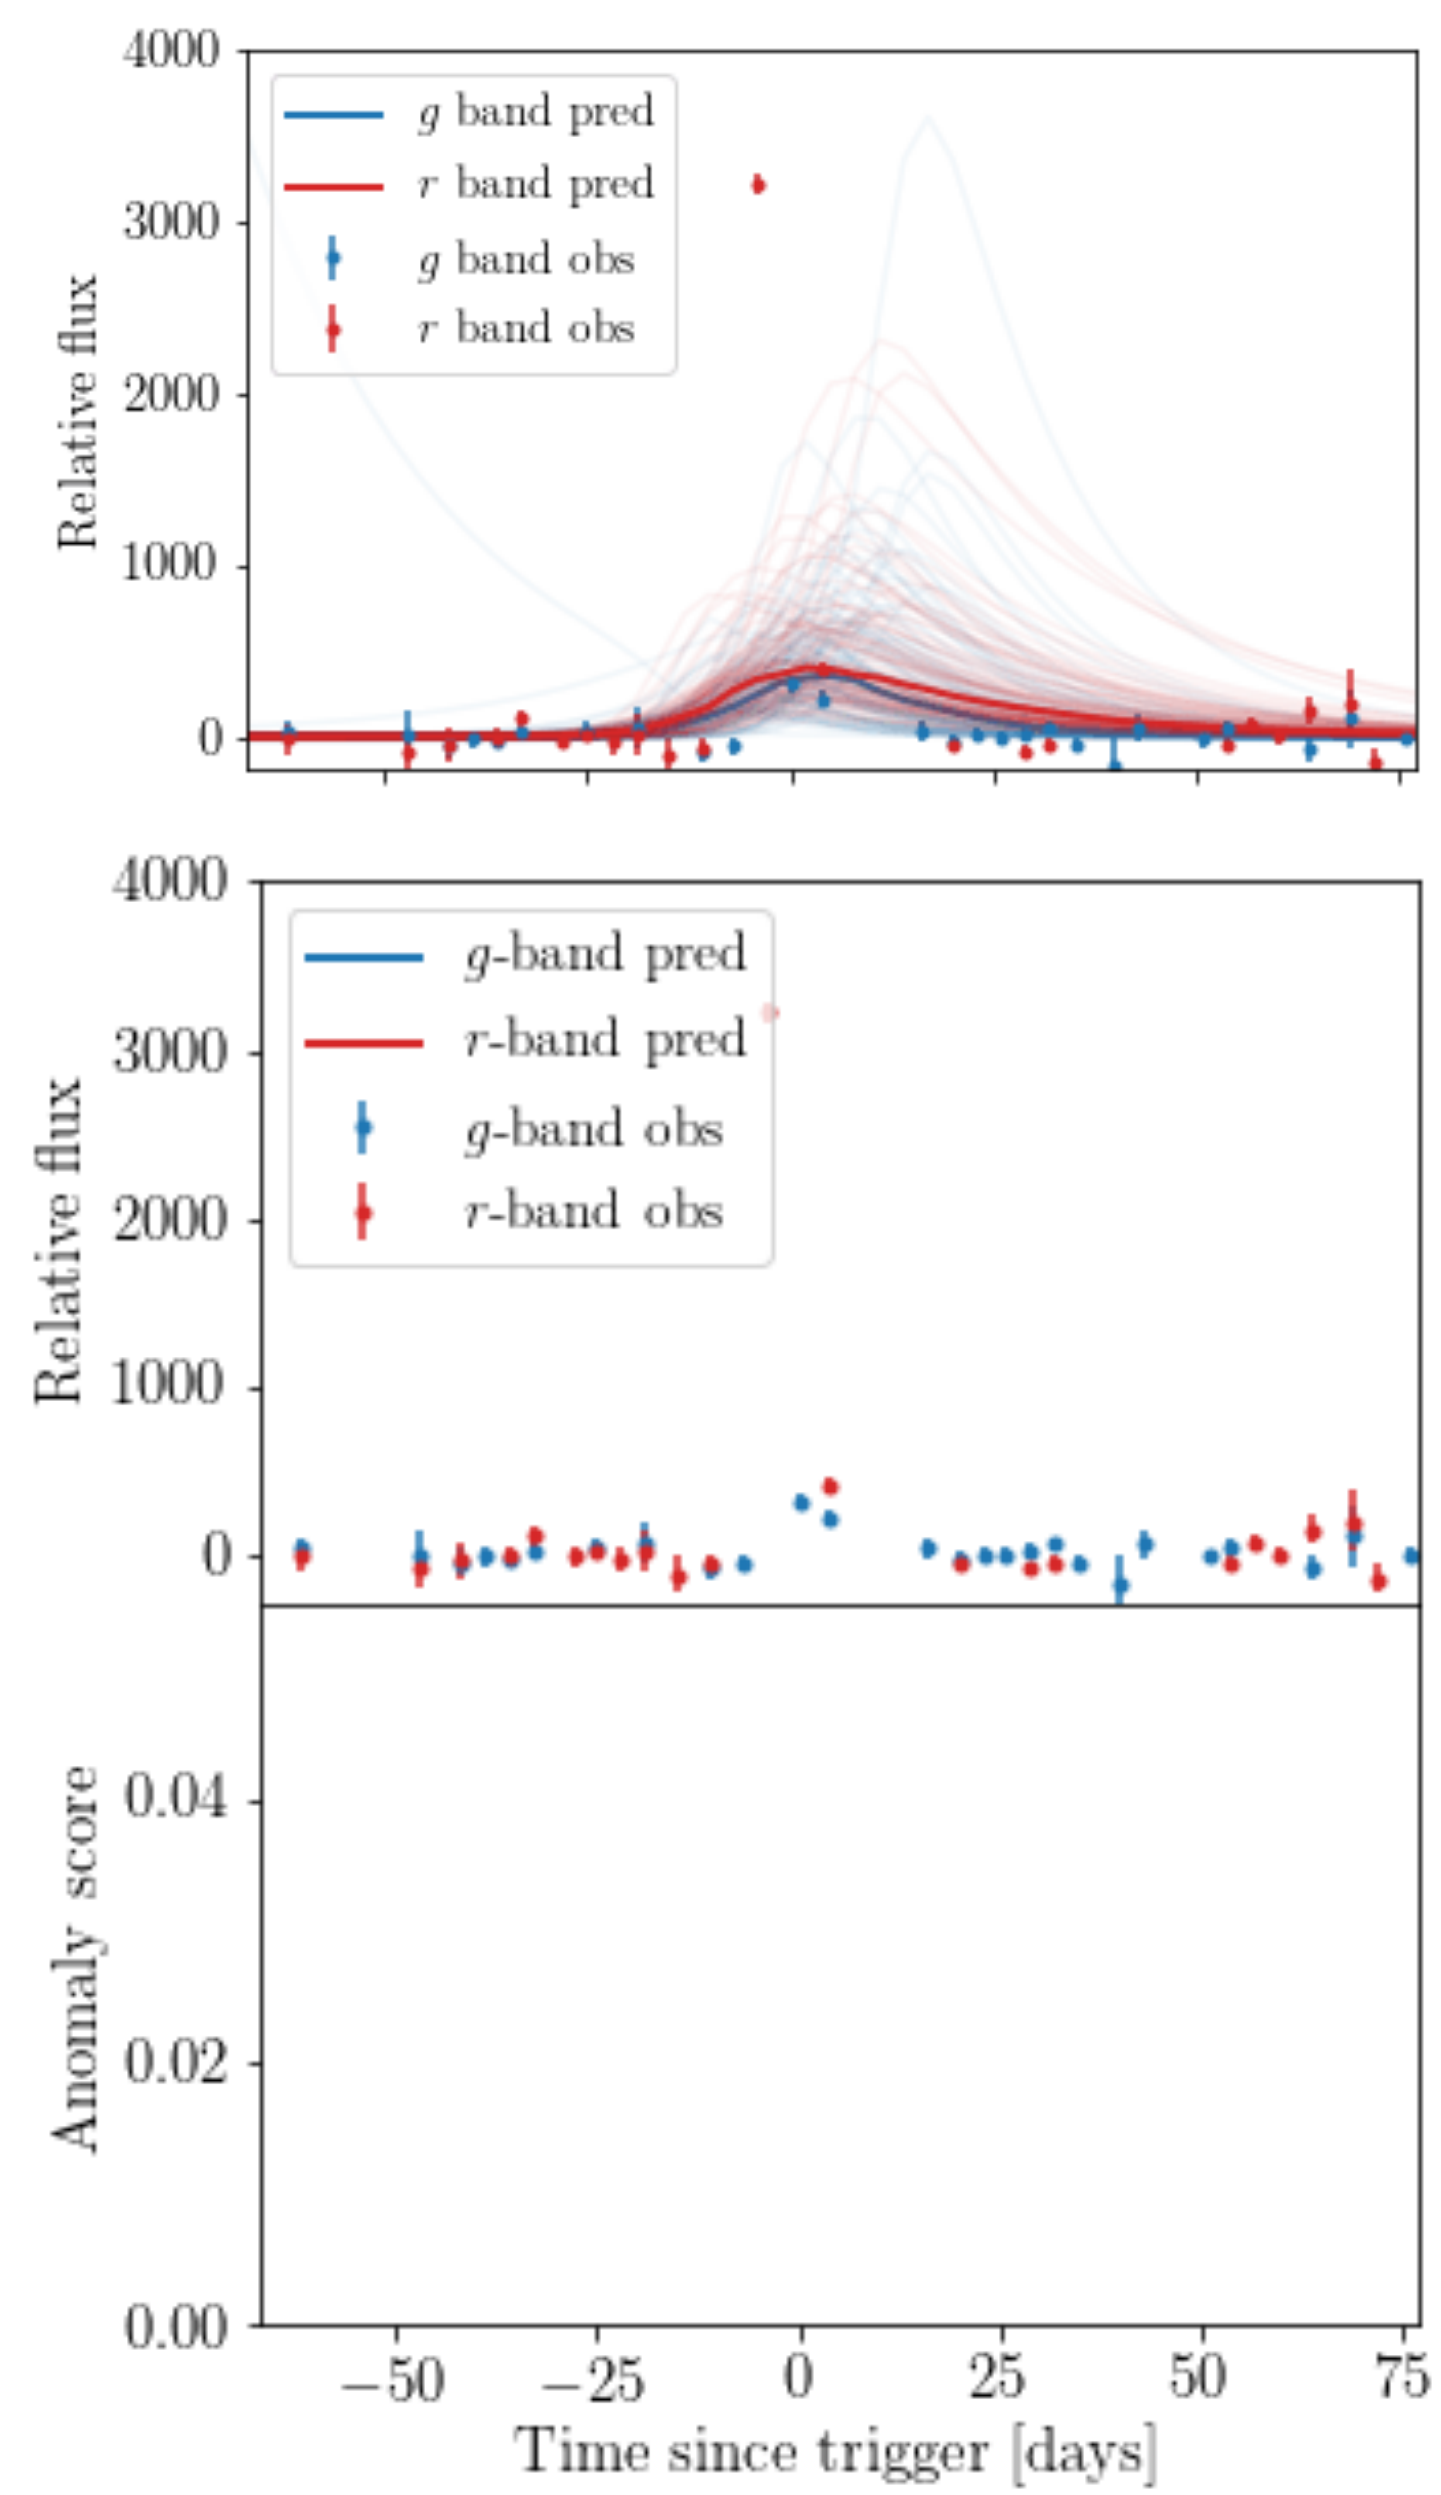 4000
3000
2000
1000
0
Relative flux
g band pred
r band pred
g band obs
r band obs
4000
3000
2000
1000
0
Relative flux
g-band pred
r-band pred
g-band obs
r-band obs
0.04
0.02
0.00
Anomaly score
−50 −25 0 25 50 75
Time since trigger [days]